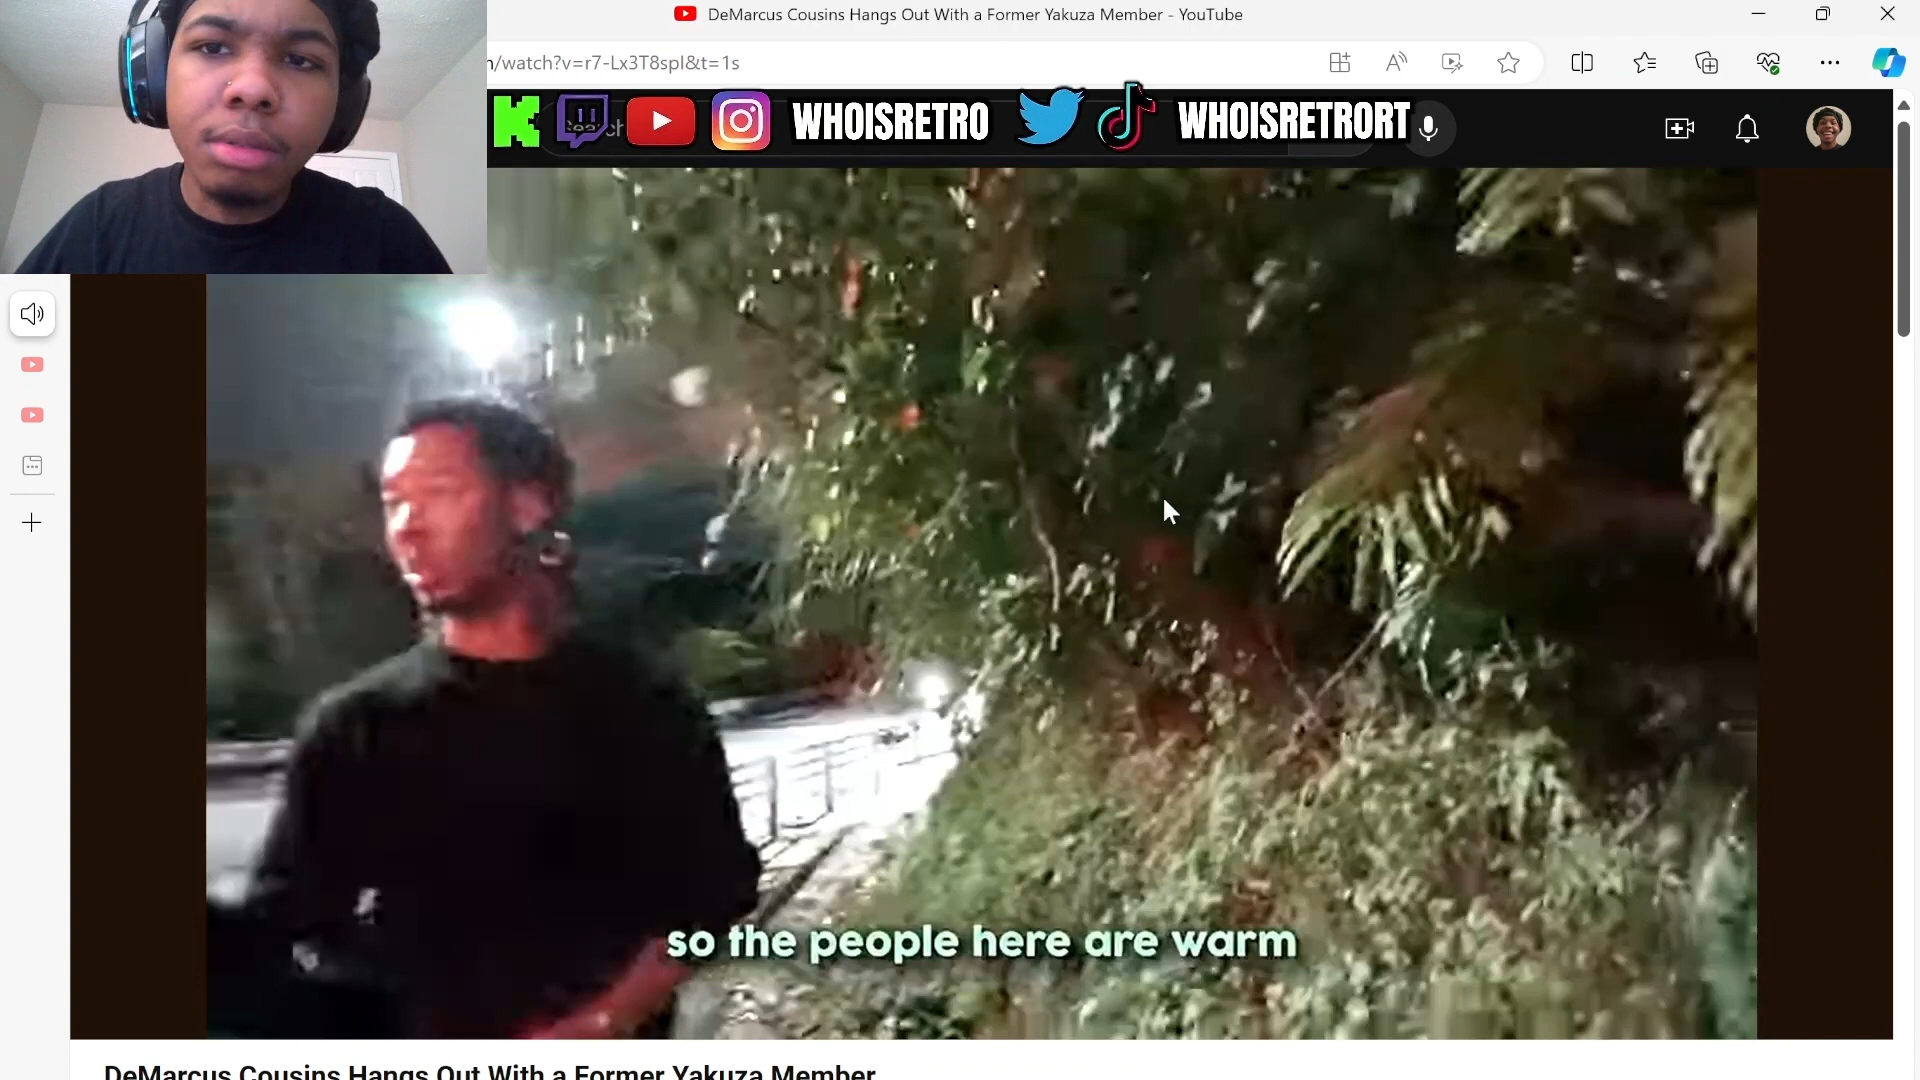 DeMarcus Cousins Hangs Out With a Former Yakuza Member - YouTube
/watch?v=r7-Lx3T8spI&t=1s
Search
WHOISRETRO
WHOISRETRORT
so the people here are warm
DeMarcus Cousins Hangs Out With a Former Yakuza Member